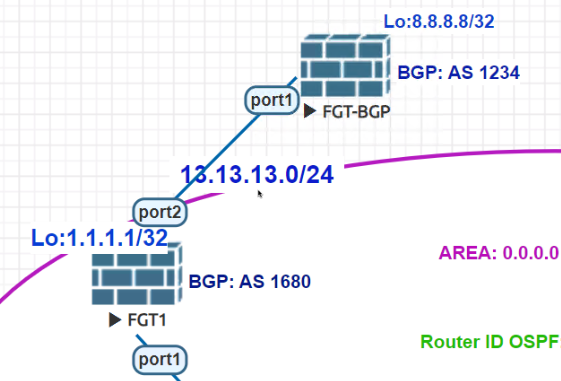 Lo:8.8.8.8/32
BGP: AS 1234
port1
FGT-BGP
13.13.13.0/24
port2
Lo:1.1.1.1/32
AREA: 0.0.0.0
BGP: AS 1680
FGT1
Router ID OSPF:
port1